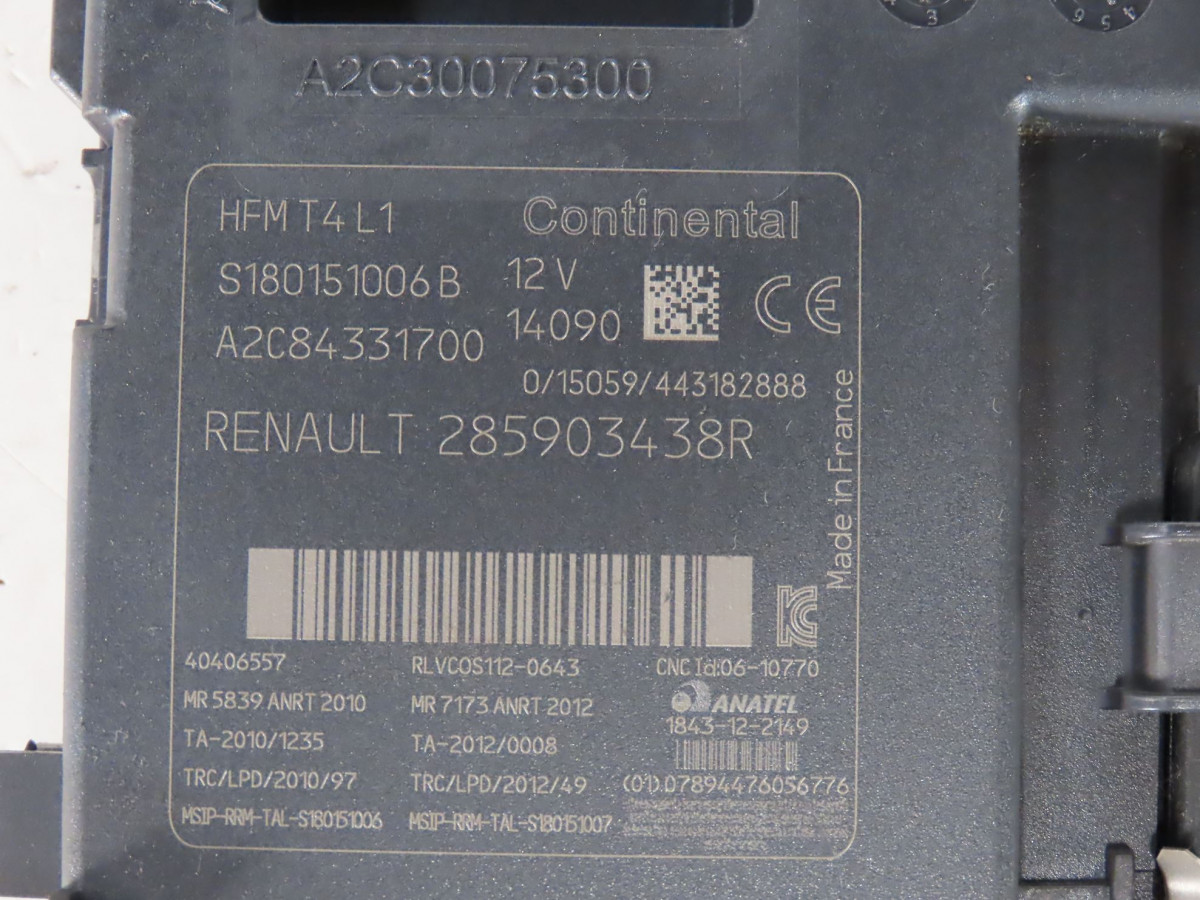 A2C30075300
HFM T4 L1
Continental
S180151006B
12 V
CE
14090
A2C84331700
0/15059/443182888
RENAULT 285903438R
Made in France
40406557
RLVCOS112-0643
CNC Id:06-10770
MR 5839 ANRT 2010
MR 7173 ANRT 2012
ANATEL
1843-12-2149
TA-2010/1235
TA-2012/0008
TRC/LPD/2010/97
TRC/LPD/2012/49
(01).07894476056776
MSIP-RRM-TAL-S180151006
MSIP-RRM-TAL-S180151007